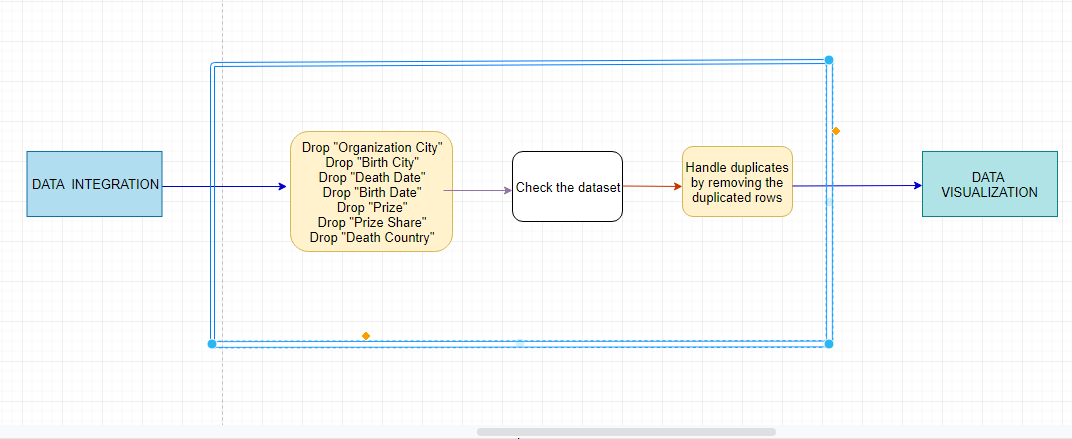 DATA INTEGRATION
Drop "Organization City"
Drop "Birth City"
Drop "Death Date"
Drop "Birth Date"
Drop "Prize"
Drop "Prize Share"
Drop "Death Country"
Check the dataset
Handle duplicates
by removing the
duplicated rows
DATA
VISUALIZATION